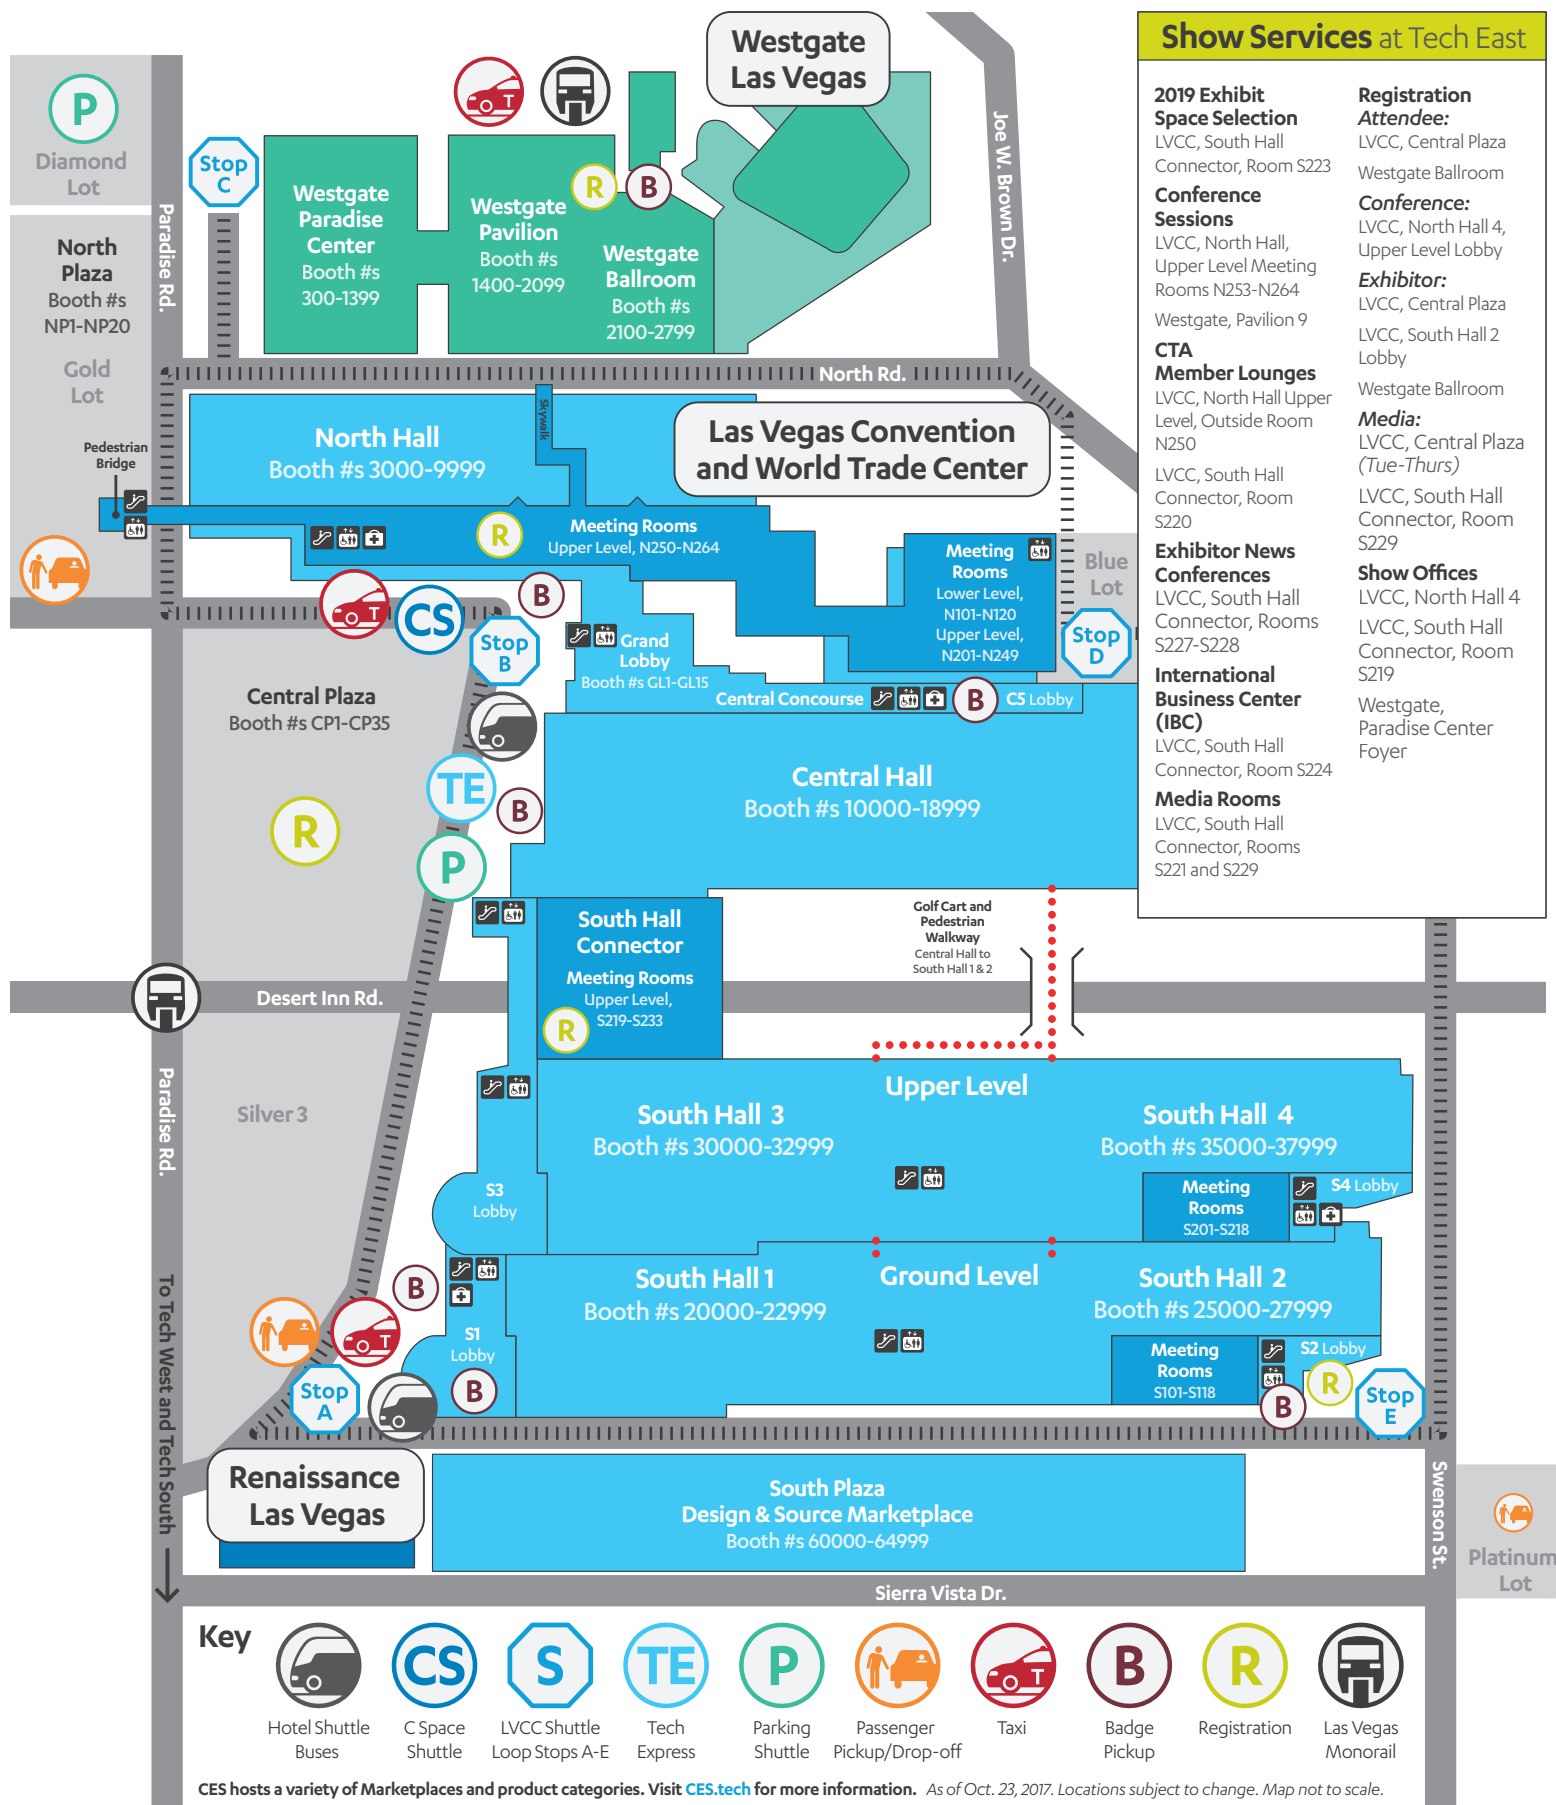 Westgate
Las Vegas
Show Services at Tech East
2019 Exhibit
Space Selection
LVCC, South Hall
Connector, Room S223
Conference
Sessions
LVCC, North Hall,
Upper Level Meeting
Rooms N253-N264
Westgate, Pavilion 9
CTA
Member Lounges
LVCC, North Hall Upper
Level, Outside Room
N250
LVCC, South Hall
Connector, Room
S220
Exhibitor News
Conferences
LVCC, South Hall
Connector, Rooms
S227-S228
International
Business Center
(IBC)
LVCC, South Hall
Connector, Room S224
Media Rooms
LVCC, South Hall
Connector, Rooms
S221 and S229
Registration
Attendee:
LVCC, Central Plaza
Westgate Ballroom
Conference:
LVCC, North Hall 4,
Upper Level Lobby
Exhibitor:
LVCC, Central Plaza
LVCC, South Hall 2
Lobby
Westgate Ballroom
Media:
LVCC, Central Plaza
(Tue-Thurs)
LVCC, South Hall
Connector, Room
S229
Show Offices
LVCC, North Hall 4
LVCC, South Hall
Connector, Room
S219
Westgate,
Paradise Center
Foyer
P
Diamond
Lot
Stop
C
T
Joe W. Brown Dr.
Paradise Rd.
North
Plaza
Booth #s
NP1-NP20
Gold
Lot
Westgate
Paradise
Center
Booth #s
300-1399
Westgate
Pavilion
Booth #s
1400-2099
R
B
Westgate
Ballroom
Booth #s
2100-2799
North Rd.
Skywalk
North Hall
Booth #s 3000-9999
Las Vegas Convention
and World Trade Center
Pedestrian
Bridge
R
Meeting Rooms
Upper Level, N250-N264
Meeting
Rooms
Lower Level,
N101-N120
Upper Level,
N201-N249
Blue
Lot
T
CS
B
Stop
B
Grand
Lobby
Booth #s GL1-GL15
Stop
D
Central Plaza
Booth #s CP1-CP35
Central Concourse
B
C5 Lobby
TE
B
Central Hall
Booth #s 10000-18999
R
P
South Hall
Connector
Meeting Rooms
Upper Level,
S219-S233
R
Golf Cart and
Pedestrian
Walkway
Central Hall to
South Hall 1 & 2
Desert Inn Rd.
Paradise Rd.
Silver 3
Upper Level
South Hall 3
Booth #s 30000-32999
South Hall 4
Booth #s 35000-37999
S3
Lobby
Meeting
Rooms
S201-S218
S4 Lobby
To Tech West and Tech South
B
South Hall 1
Booth #s 20000-22999
Ground Level
South Hall 2
Booth #s 25000-27999
T
S1
Lobby
B
Meeting
Rooms
S101-S118
S2 Lobby
R
B
Stop
A
Stop
E
Renaissance
Las Vegas
South Plaza
Design & Source Marketplace
Booth #s 60000-64999
Swenson St.
Platinum
Lot
Sierra Vista Dr.
Key
CS
S
TE
P
T
B
R
Hotel Shuttle
Buses
C Space
Shuttle
LVCC Shuttle
Loop Stops A-E
Tech
Express
Parking
Shuttle
Passenger
Pickup/Drop-off
Taxi
Badge
Pickup
Registration
Las Vegas
Monorail
CES hosts a variety of Marketplaces and product categories. Visit CES.tech for more information. As of Oct. 23, 2017. Locations subject to change. Map not to scale.